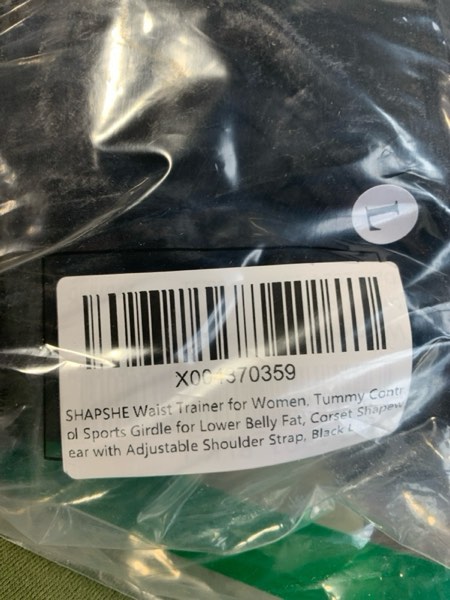 L
SHAPSHE Waist Trainer for Women, Tummy Contr
ol Sports Girdle for Lower Belly Fat, Corset Shapew
ear with Adjustable Shoulder Strap, Black L